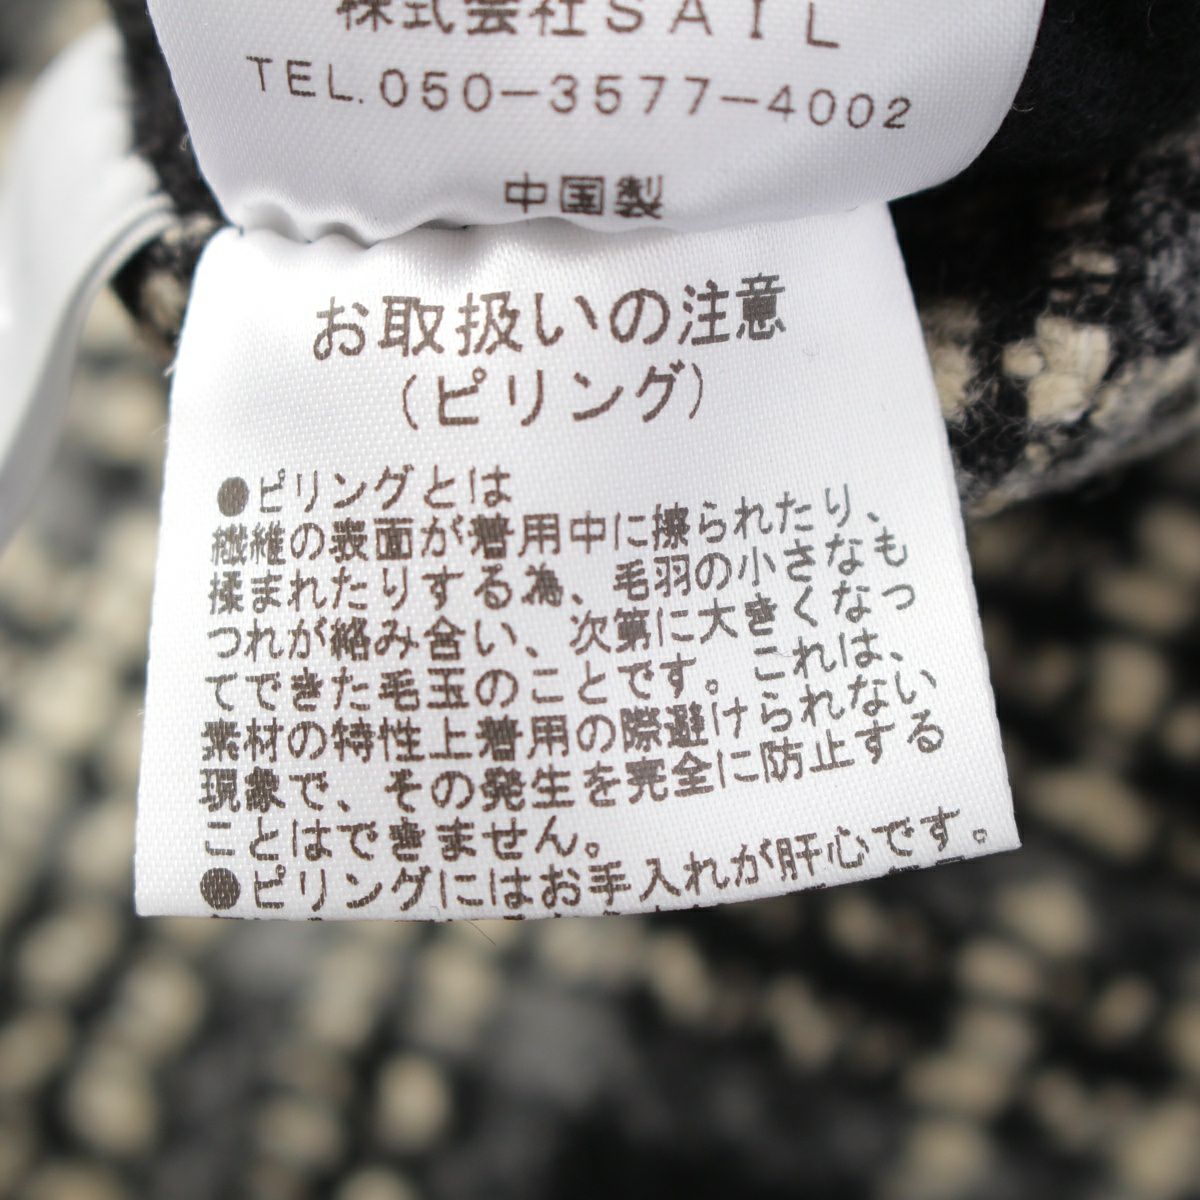 株式会社ＳＡＩＬ
TEL.050-3577-4002
中国製
お取扱いの注意
(ピリング)
●ピリングとは
繊維の表面が着用中に擦られたり、
揉まれたりする為、毛羽の小さなも
つれが絡み合い、次第に大きくなっ
てできた毛玉のことです。これは、
素材の特性上着用の際避けられない
現象で、その発生を完全に防止する
ことはできません。
●ピリングにはお手入れが肝心です。